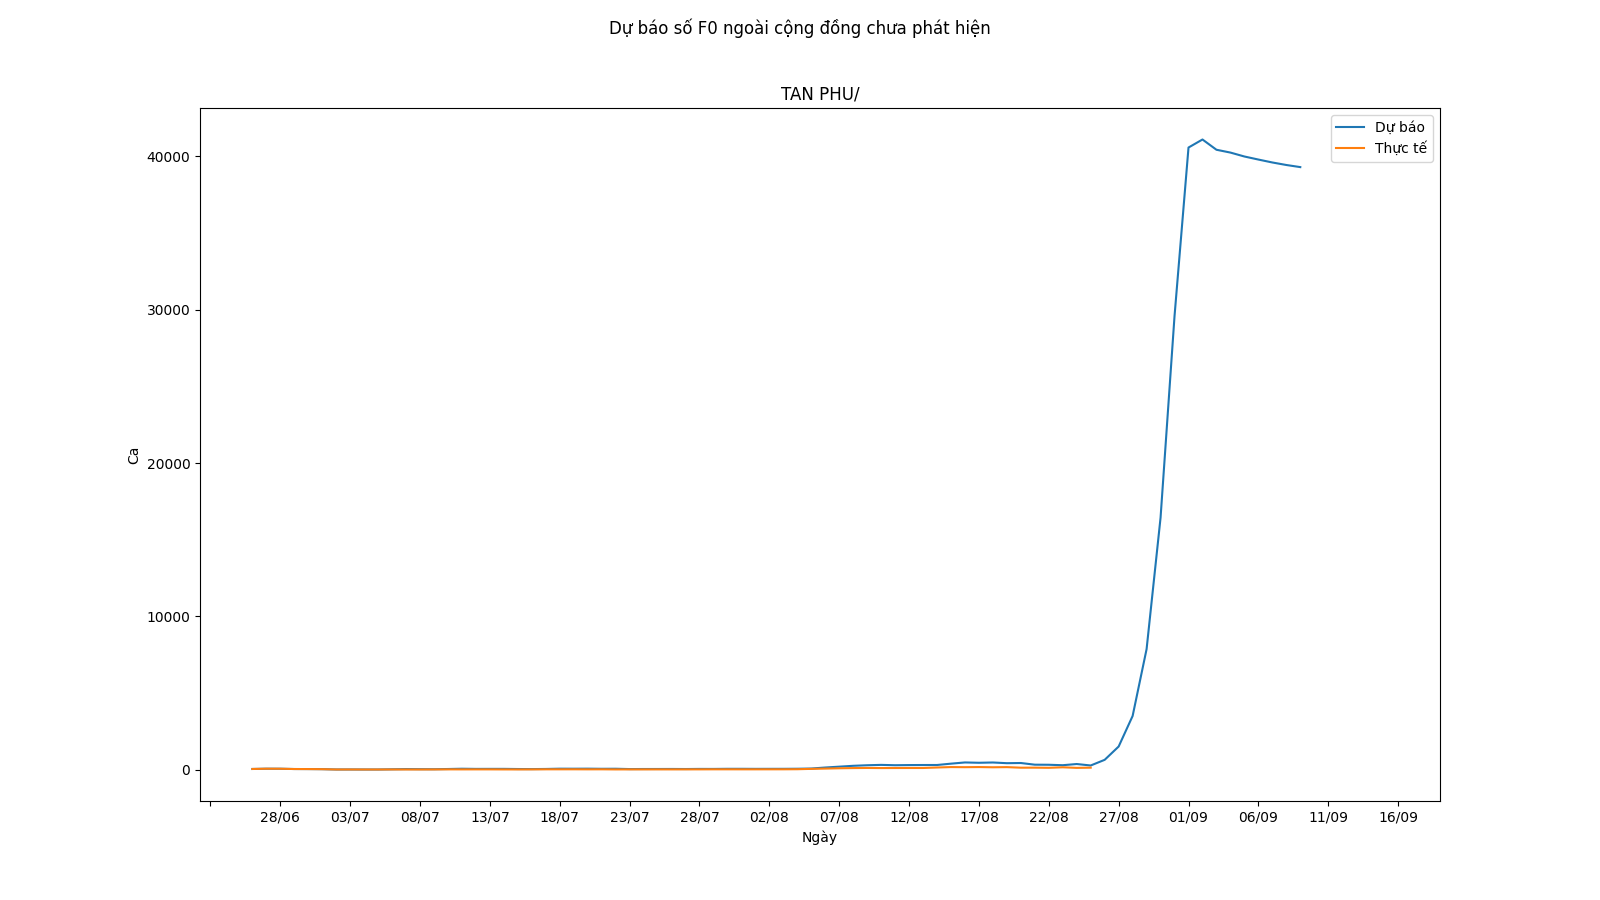 Dự báo số F0 ngoài cộng đồng chưa phát hiện
TAN PHU/
Dự báo
Thực tế
40000
30000
20000
10000
0
Ca
28/06 03/07 08/07 13/07 18/07 23/07 28/07 02/08 07/08 12/08 17/08 22/08 27/08 01/09 06/09 11/09 16/09
Ngày